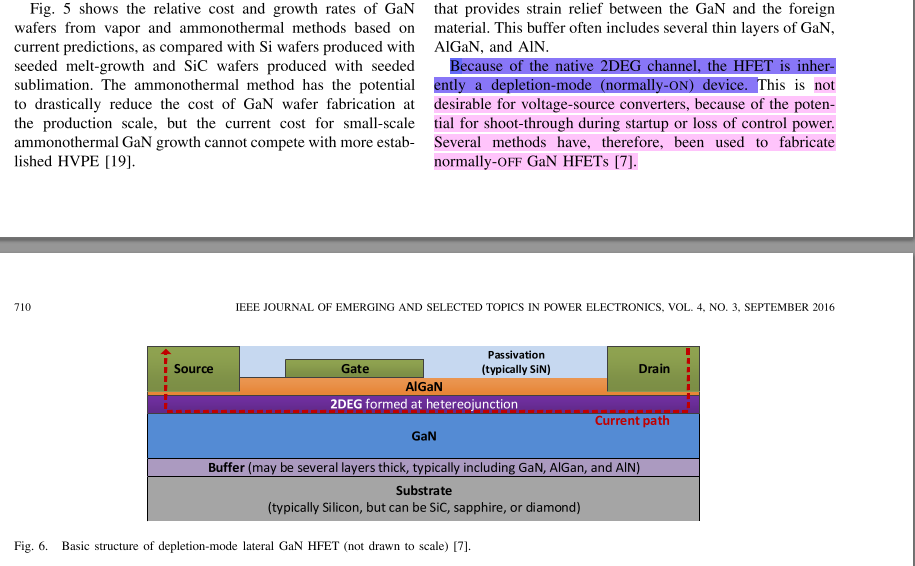 Fig. 5 shows the relative cost and growth rates of GaN
wafers from vapor and ammonothermal methods based on
current predictions, as compared with Si wafers produced with
seeded melt-growth and SiC wafers produced with seeded
sublimation. The ammonothermal method has the potential
to drastically reduce the cost of GaN wafer fabrication at
the production scale, but the current cost for small-scale
ammonothermal GaN growth cannot compete with more estab-
lished HVPE [19].
that provides strain relief between the GaN and the foreign
material. This buffer often includes several thin layers of GaN,
AlGaN, and AlN.
Because of the native 2DEG channel, the HFET is inher-
ently a depletion-mode (normally-ON) device. This is not
desirable for voltage-source converters, because of the poten-
tial for shoot-through during startup or loss of control power.
Several methods have, therefore, been used to fabricate
normally-OFF GaN HFETs [7].
710
IEEE JOURNAL OF EMERGING AND SELECTED TOPICS IN POWER ELECTRONICS, VOL. 4, NO. 3, SEPTEMBER 2016
Source
Gate
Passivation
(typically SiN)
Drain
AlGaN
2DEG formed at hetereojunction
Current path
GaN
Buffer (may be several layers thick, typically including GaN, AlGan, and AlN)
Substrate
(typically Silicon, but can be SiC, sapphire, or diamond)
Fig. 6. Basic structure of depletion-mode lateral GaN HFET (not drawn to scale) [7].